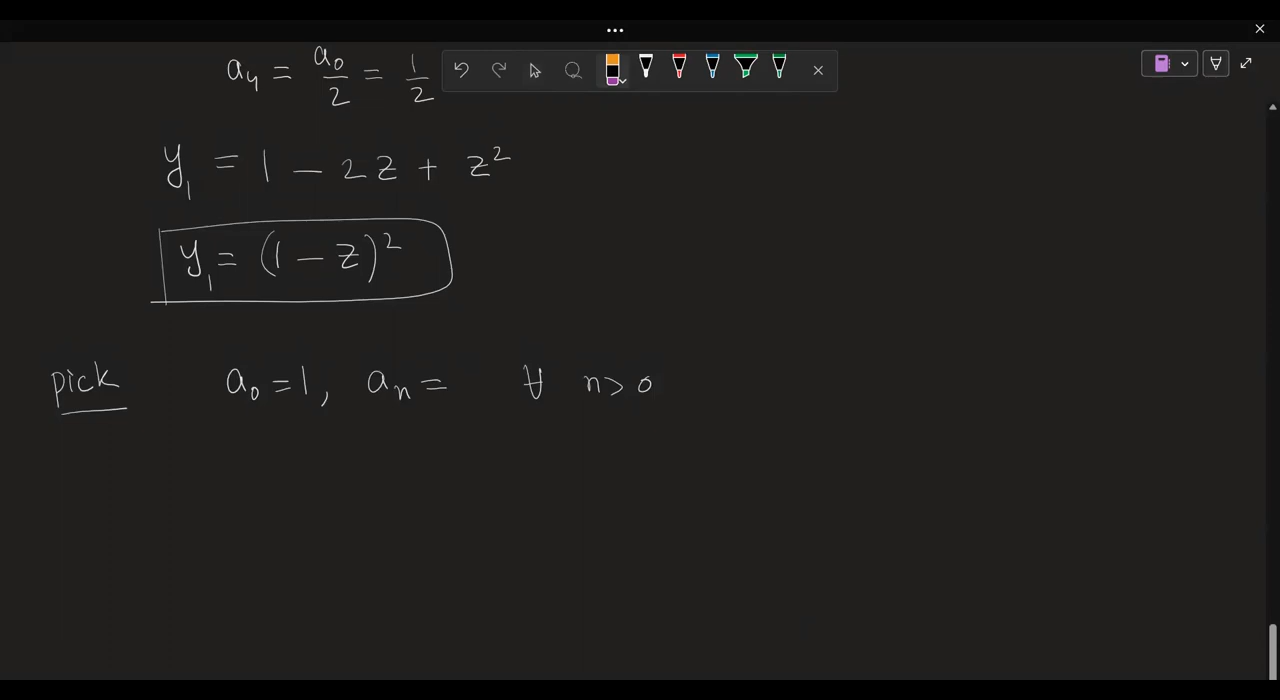 a₄ = a₀/2 = 1/2
y₁ = 1 - 2z + z²
y₁ = (1 - z)²
pick a₀ = 1, aₙ = ∀ n > 0